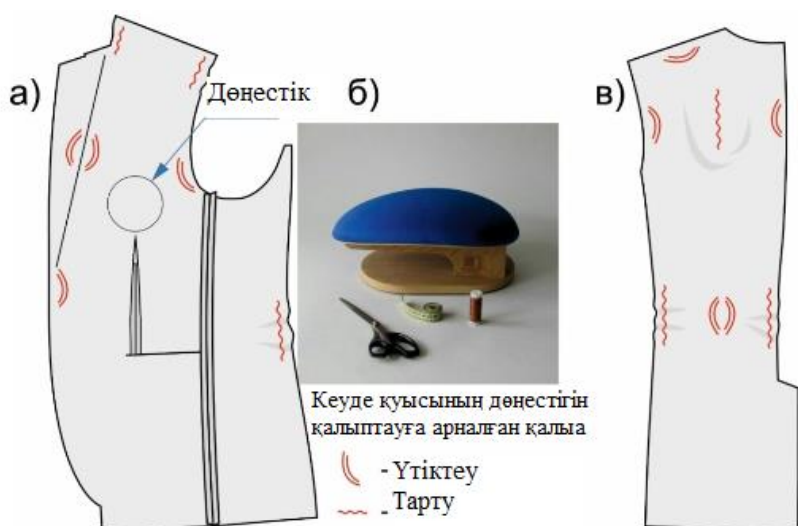 а)
Дөңестік
б)
в)
Кеуде қуысының дөңестігін
қалыптауға арналған қалыа
- Үтіктеу
- Тарту